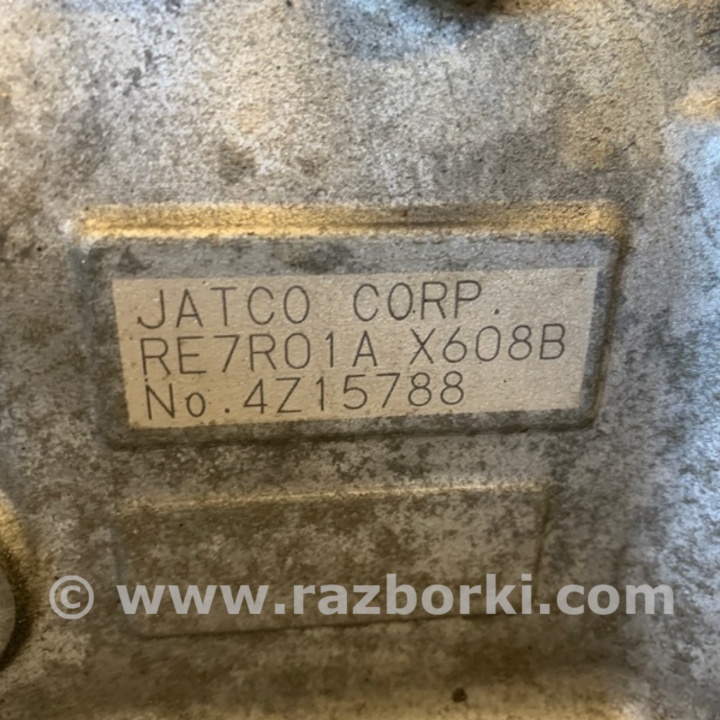 JATCO CORP.
RE7R01A X608B
No.4Z15788
© www.razborki.com